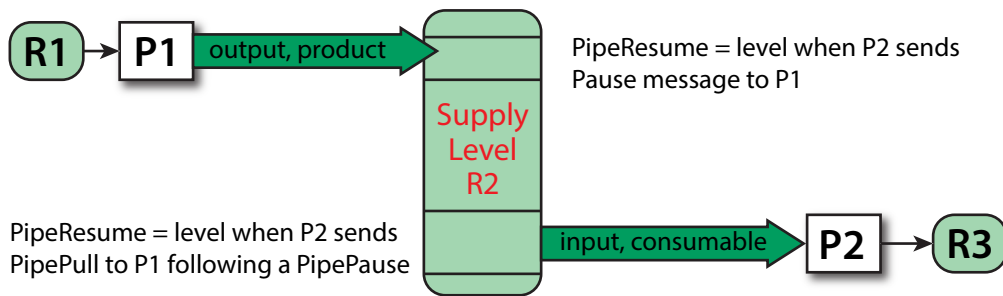 R1
P1
output, product
PipeResume = level when P2 sends
Pause message to P1
Supply
Level
R2
PipeResume = level when P2 sends
PipePull to P1 following a PipePause
input, consumable
P2
R3